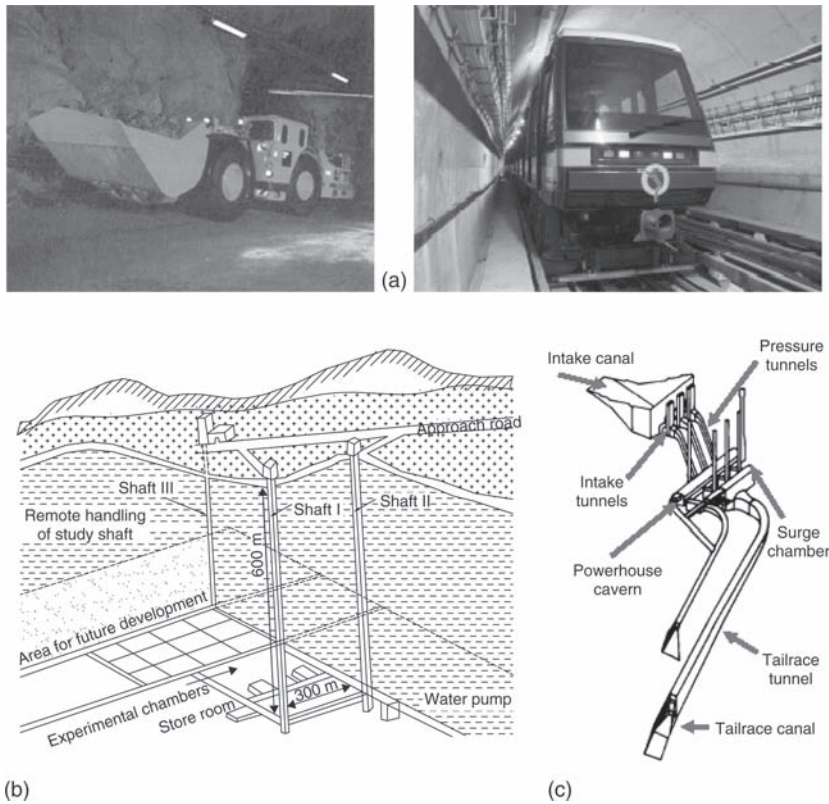 (a)
Approach road
Shaft III
Shaft I
Shaft II
Remote handling
of study shaft
600 m
Area for future development
Experimental chambers
300 m
Store room
Water pump
(b)
Intake canal
Pressure
tunnels
Intake
tunnels
Surge
chamber
Powerhouse
cavern
Tailrace
tunnel
Tailrace canal
(c)